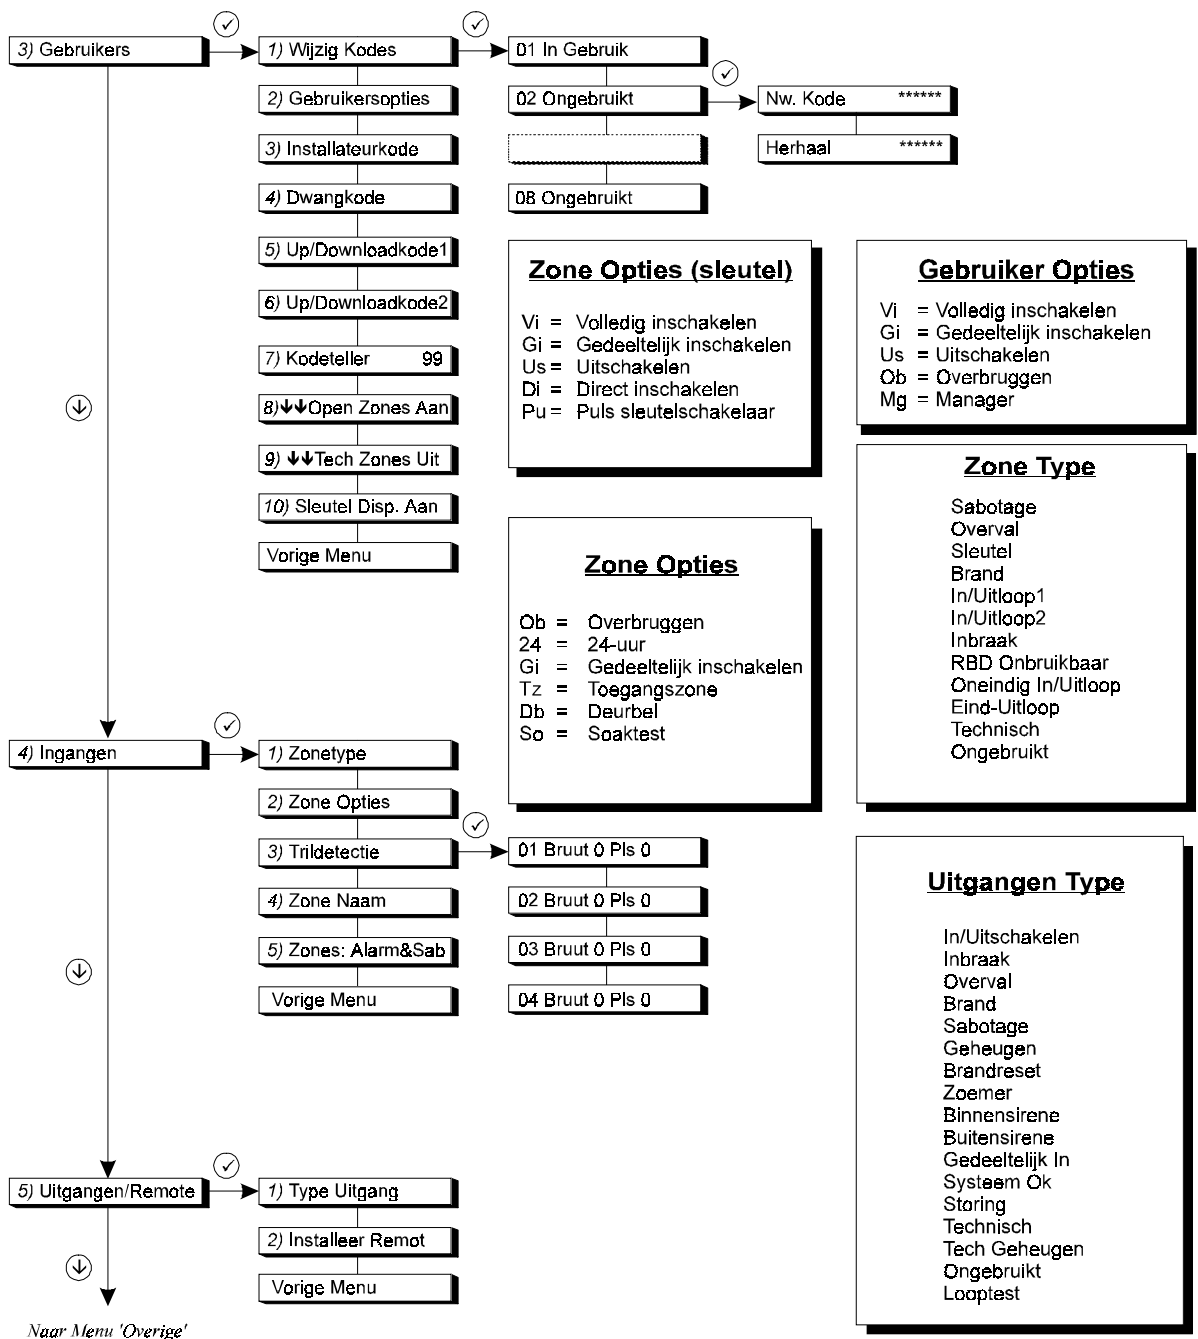 3) Gebruikers
1) Wijzig Kodes
2) Gebruikersopties
3) Installateurkode
4) Dwangkode
5) Up/Downloadkode1
6) Up/Downloadkode2
7) Kodeteller 99
8)↓↓Open Zones Aan
9) ↓↓Tech Zones Uit
10) Sleutel Disp. Aan
Vorige Menu
01 In Gebruik
02 Ongebruikt
08 Ongebruikt
Nw. Kode ******
Herhaal ******
Zone Opties (sleutel)
Vi = Volledig inschakelen
Gi = Gedeeltelijk inschakelen
Us = Uitschakelen
Di = Direct inschakelen
Pu = Puls sleutelschakelaar
Gebruiker Opties
Vi = Volledig inschakelen
Gi = Gedeeltelijk inschakelen
Us = Uitschakelen
Ob = Overbruggen
Mg = Manager
Zone Opties
Ob = Overbruggen
24 = 24-uur
Gi = Gedeeltelijk inschakelen
Tz = Toegangszone
Db = Deurbel
So = Soaktest
Zone Type
Sabotage
Overval
Sleutel
Brand
In/Uitloop1
In/Uitloop2
Inbraak
RBD Onbruikbaar
Oneindig In/Uitloop
Eind-Uitloop
Technisch
Ongebruikt
4) Ingangen
1) Zonetype
2) Zone Opties
3) Trildetectie
4) Zone Naam
5) Zones: Alarm&Sab
Vorige Menu
01 Bruut 0 Pls 0
02 Bruut 0 Pls 0
03 Bruut 0 Pls 0
04 Bruut 0 Pls 0
Uitgangen Type
In/Uitschakelen
Inbraak
Overval
Brand
Sabotage
Geheugen
Brandreset
Zoemer
Binnensirene
Buitensirene
Gedeeltelijk In
Systeem Ok
Storing
Technisch
Tech Geheugen
Ongebruikt
Looptest
5) Uitgangen/Remote
1) Type Uitgang
2) Installeer Remot
Vorige Menu
Naar Menu 'Overige'